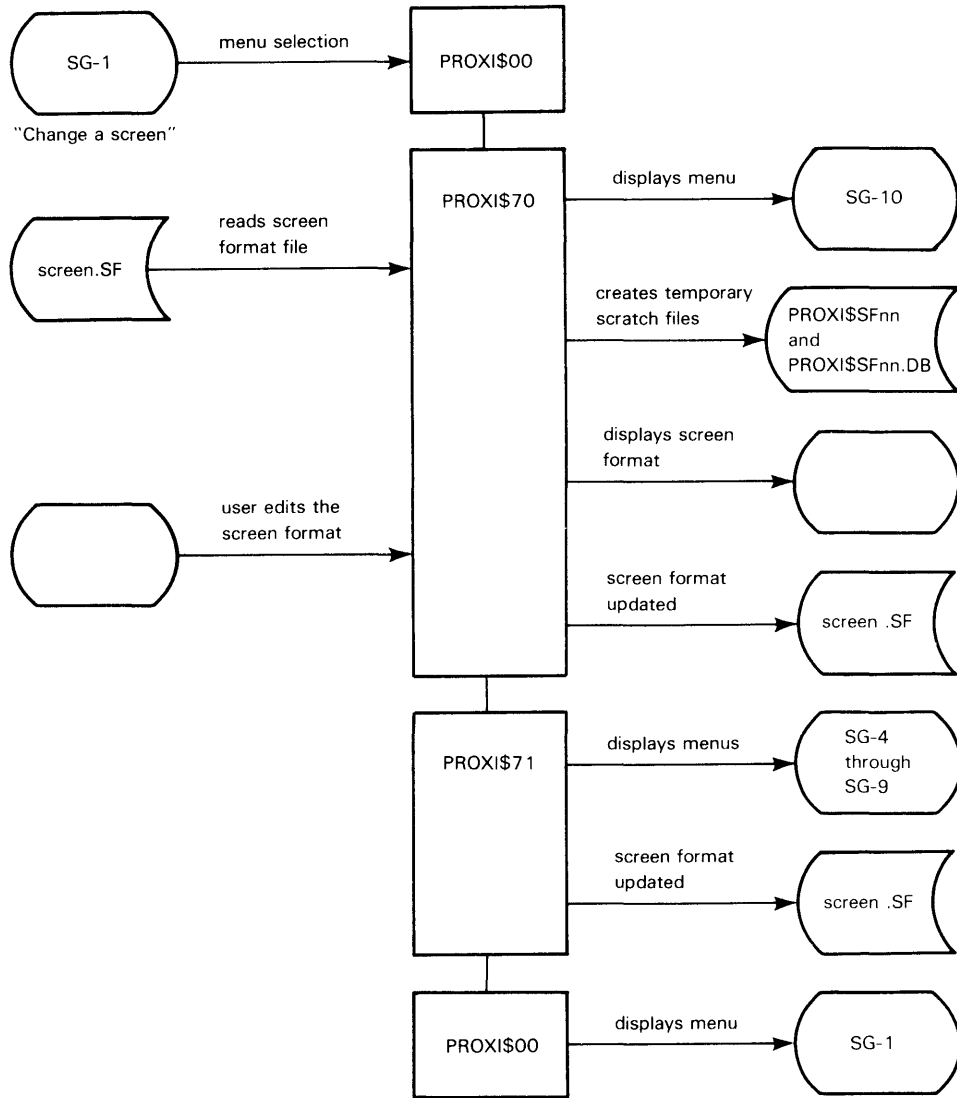 SG-1
menu selection
PROXI$00
"Change a screen"
PROXI$70
displays menu
SG-10
reads screen
format file
screen.SF
creates temporary
scratch files
PROXI$SFnn
and
PROXI$SFnn.DB
displays screen
format
user edits the
screen format
screen format
updated
screen .SF
PROXI$71
displays menus
SG-4
through
SG-9
screen format
updated
screen .SF
PROXI$00
displays menu
SG-1